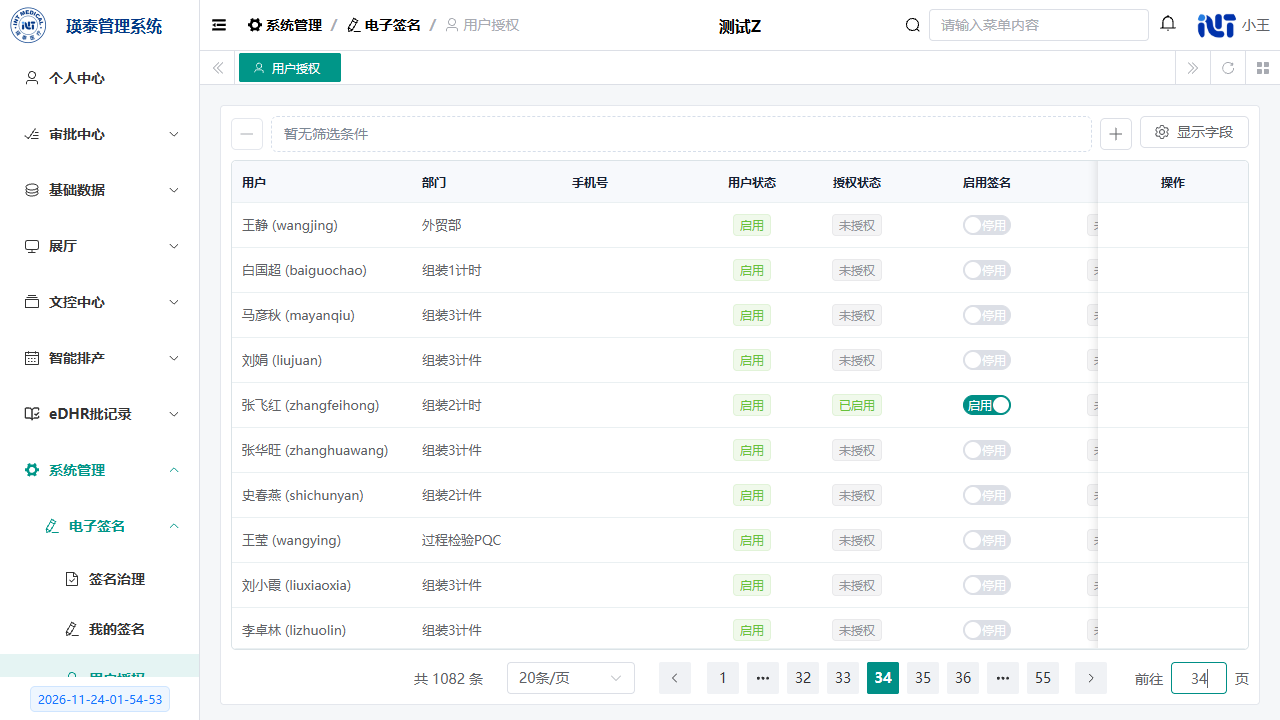 瑛泰管理系统
系统管理 / 电子签名 / 用户授权
测试Z
请输入菜单内容
小王
个人中心
审批中心
基础数据
展厅
文控中心
智能排产
eDHR批记录
系统管理
电子签名
签名治理
我的签名
用户授权
2026-11-24-01-54-53
用户授权
暂无筛选条件
显示字段
用户 部门 手机号 用户状态 授权状态 启用签名 操作
王静 (wangjing) 外贸部 启用 未授权 停用
白国超 (baiguochao) 组装1计时 启用 未授权 停用
马彦秋 (mayanqiu) 组装3计件 启用 未授权 停用
刘娟 (liujuan) 组装3计件 启用 未授权 停用
张飞红 (zhangfeihong) 组装2计时 启用 已启用 启用
张华旺 (zhanghuawang) 组装3计件 启用 未授权 停用
史春燕 (shichunyan) 组装2计件 启用 未授权 停用
王莹 (wangying) 过程检验PQC 启用 未授权 停用
刘小霞 (liuxiaoxia) 组装3计件 启用 未授权 停用
李卓林 (lizhuolin) 组装3计件 启用 未授权 停用
共 1082 条 20条/页 1 ••• 32 33 34 35 36 ••• 55 前往 34 页